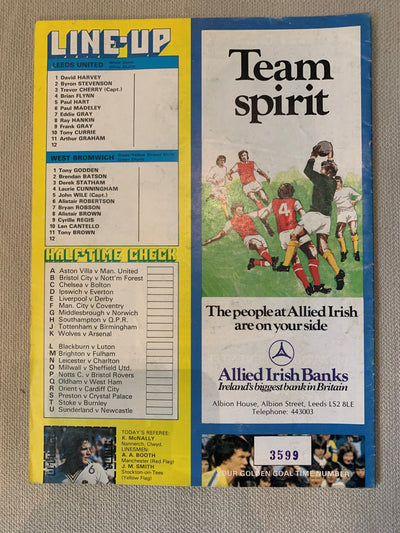 LINE-UP
LEEDS UNITED
1 David HARVEY
2 Byron STEVENSON
3 Trevor CHERRY (Capt.)
4 Brian FLYNN
5 Paul HART
6 Paul MADELEY
7 Eddie GRAY
8 Ray HANKIN
9 Frank GRAY
10 Tony CURRIE
11 Arthur GRAHAM
12
WEST BROMWICH
1 Tony GODDEN
2 Brendan BATSON
3 Derek STATHAM
4 Laurie CUNNINGHAM
5 John WILE (Capt.)
6 Alistair ROBERTSON
7 Bryan ROBSON
8 Alistair BROWN
9 Cyrille REGIS
10 Len CANTELLO
11 Tony BROWN
12
HALF-TIME CHECK
A Aston Villa v Man. United
B Bristol City v Nott'm Forest
C Chelsea v Bolton
D Ipswich v Everton
E Liverpool v Derby
F Man. City v Coventry
G Middlesbrough v Norwich
H Southampton v Q.P.R.
J Tottenham v Birmingham
K Wolves v Arsenal
L Blackburn v Luton
M Brighton v Fulham
N Leicester v Charlton
O Millwall v Sheffield Utd.
P Notts C. v Bristol Rovers
Q Oldham v West Ham
R Orient v Cardiff City
S Preston v Crystal Palace
T Stoke v Burnley
U Sunderland v Newcastle
TODAY'S REFEREE:
K. McNALLY
Nannerch, Clwyd.
LINESMEN:
A. A. BOOTH
Manchester (Red Flag)
J. M. SMITH
Stockton-on-Tees
(Yellow Flag)
6
Team
spirit
4
The people at Allied Irish
are on your side
Allied Irish Banks
Ireland's biggest bank in Britain
Albion House, Albion Street, Leeds LS2 8LE
Telephone: 443003
3599
YOUR GOLDEN GOAL TIME NUMBER